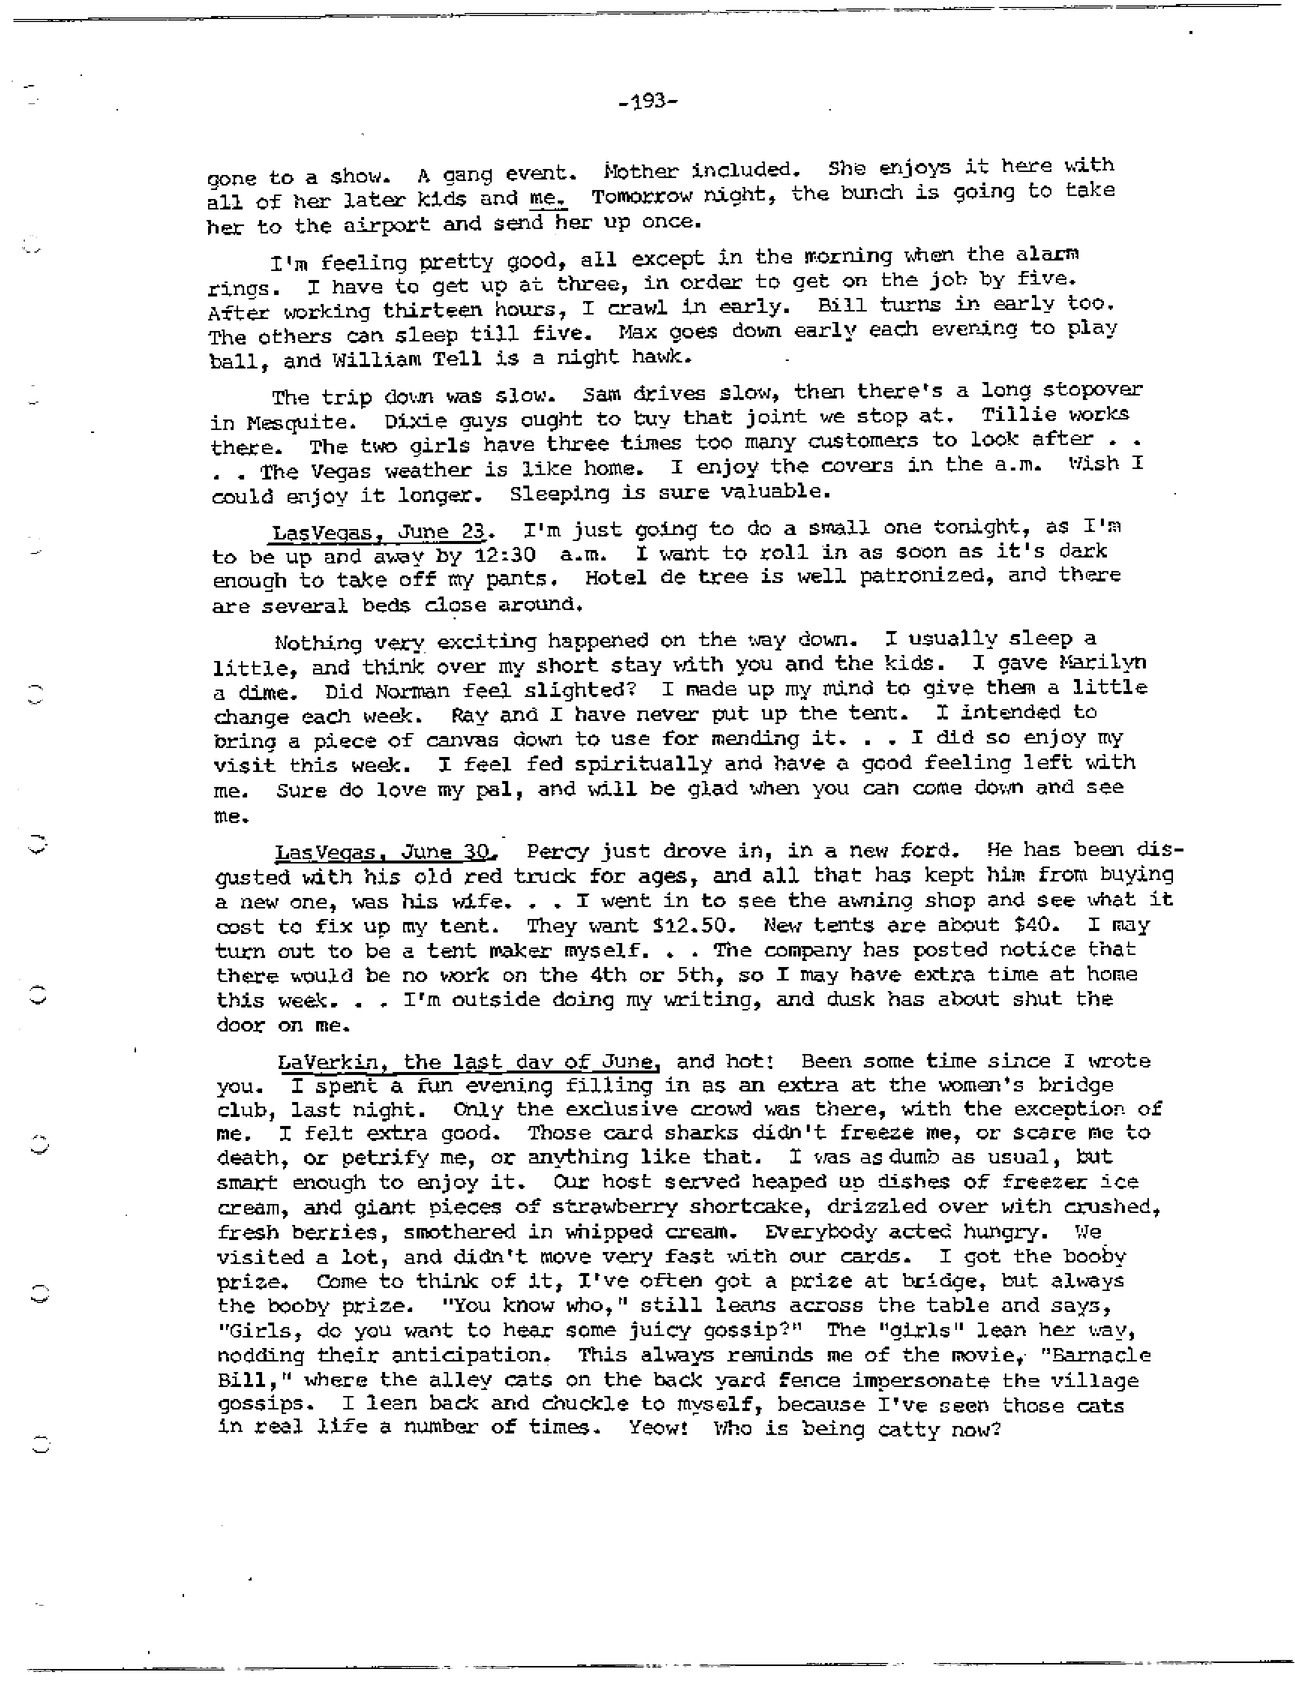 -193-
gone to a show. A gang event. Mother included. She enjoys it here with
all of her later kids and me. Tomorrow night, the bunch is going to take
her to the airport and send her up once.
I'm feeling pretty good, all except in the morning when the alarm
rings. I have to get up at three, in order to get on the job by five.
After working thirteen hours, I crawl in early. Bill turns in early too.
The others can sleep till five. Max goes down early each evening to play
ball, and William Tell is a night hawk.
The trip down was slow. Sam drives slow, then there's a long stopover
in Mesquite. Dixie guys ought to buy that joint we stop at. Tillie works
there. The two girls have three times too many customers to look after . .
. . The Vegas weather is like home. I enjoy the covers in the a.m. Wish I
could enjoy it longer. Sleeping is sure valuable.
LasVegas, June 23. I'm just going to do a small one tonight, as I'm
to be up and away by 12:30 a.m. I want to roll in as soon as it's dark
enough to take off my pants. Hotel de tree is well patronized, and there
are several beds close around.
Nothing very exciting happened on the way down. I usually sleep a
little, and think over my short stay with you and the kids. I gave Marilyn
a dime. Did Norman feel slighted? I made up my mind to give them a little
change each week. Ray and I have never put up the tent. I intended to
bring a piece of canvas down to use for mending it. . . I did so enjoy my
visit this week. I feel fed spiritually and have a good feeling left with
me. Sure do love my pal, and will be glad when you can come down and see
me.
LasVegas, June 30. Percy just drove in, in a new ford. He has been dis-
gusted with his old red truck for ages, and all that has kept him from buying
a new one, was his wife. . . I went in to see the awning shop and see what it
cost to fix up my tent. They want $12.50. New tents are about $40. I may
turn out to be a tent maker myself. . . The company has posted notice that
there would be no work on the 4th or 5th, so I may have extra time at home
this week. . . I'm outside doing my writing, and dusk has about shut the
door on me.
LaVerkin, the last day of June, and hot! Been some time since I wrote
you. I spent a fun evening filling in as an extra at the women's bridge
club, last night. Only the exclusive crowd was there, with the exception of
me. I felt extra good. Those card sharks didn't freeze me, or scare me to
death, or petrify me, or anything like that. I was as dumb as usual, but
smart enough to enjoy it. Our host served heaped up dishes of freezer ice
cream, and giant pieces of strawberry shortcake, drizzled over with crushed,
fresh berries, smothered in whipped cream. Everybody acted hungry. We
visited a lot, and didn't move very fast with our cards. I got the booby
prize. Come to think of it, I've often got a prize at bridge, but always
the booby prize. "You know who," still leans across the table and says,
"Girls, do you want to hear some juicy gossip?" The "girls" lean her way,
nodding their anticipation. This always reminds me of the movie, "Barnacle
Bill," where the alley cats on the back yard fence impersonate the village
gossips. I lean back and chuckle to myself, because I've seen those cats
in real life a number of times. Yeow! Who is being catty now?